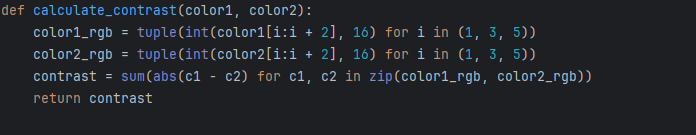 def calculate_contrast(color1, color2):
    color1_rgb = tuple(int(color1[i:i + 2], 16) for i in (1, 3, 5))
    color2_rgb = tuple(int(color2[i:i + 2], 16) for i in (1, 3, 5))
    contrast = sum(abs(c1 - c2) for c1, c2 in zip(color1_rgb, color2_rgb))
    return contrast